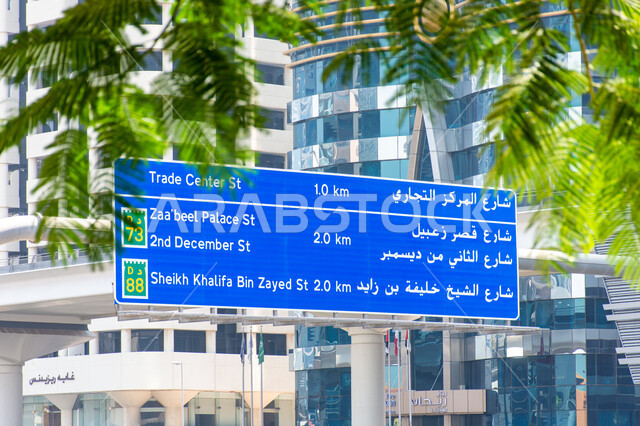 Trade Center St 1.0 km شارع المركز التجاري
د D 73 Zaa'beel Palace St 2.0 km شارع قصر زعبيل
2nd December St شارع الثاني من ديسمبر
D د 88 Sheikh Khalifa Bin Zayed St 2.0 km شارع الشيخ خليفة بن زايد
ARABSTOCK
غايه ريزيدنس